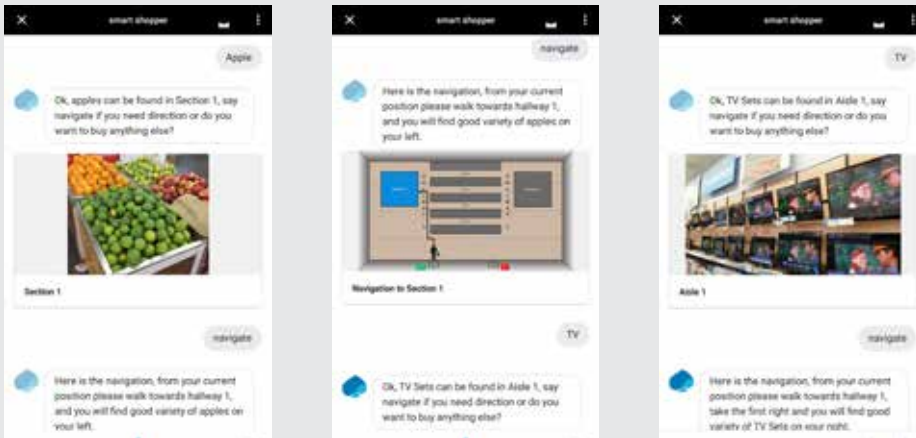 smart shopper
Apple
Ok, apples can be found in Section 1, say
navigate if you need direction or do you
want to buy anything else?
Section 1
navigate
Here is the navigation, from your current
position please walk towards hallway 1,
and you will find good variety of apples on
your left.
smart shopper
navigate
Here is the navigation, from your current
position please walk towards hallway 1,
and you will find good variety of apples on
your left.
Navigation to Section 1
TV
Ok, TV Sets can be found in Aisle 1, say
navigate if you need direction or do you
want to buy anything else?
smart shopper
TV
Ok, TV Sets can be found in Aisle 1, say
navigate if you need direction or do you
want to buy anything else?
Aisle 1
navigate
Here is the navigation, from your current
position please walk towards hallway 1,
take the first right and you will find good
variety of TV Sets on your right.